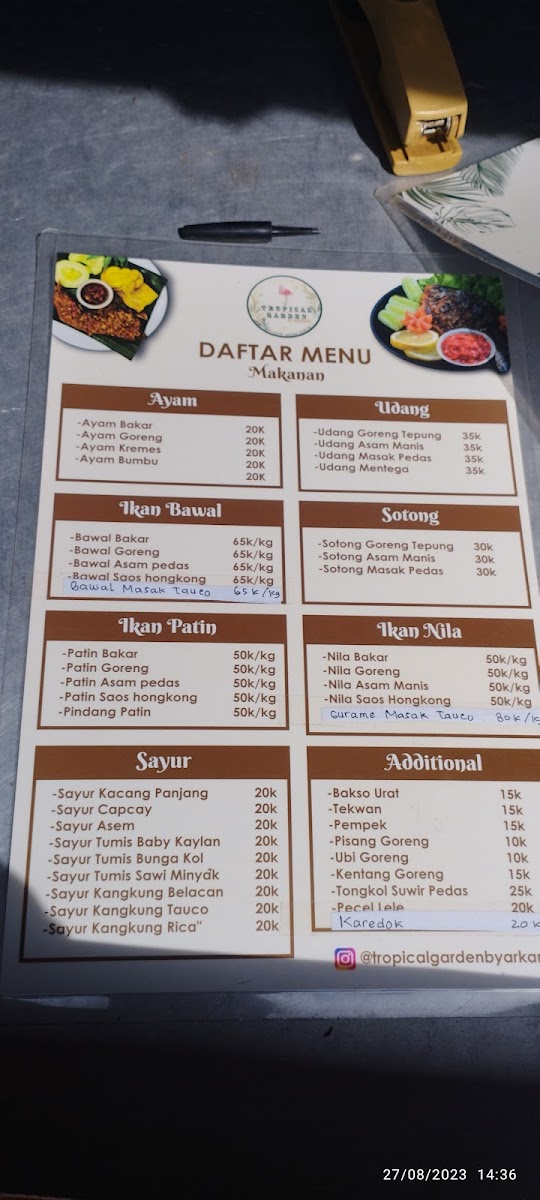 TROPICAL
GARDEN
DAFTAR MENU
Makanan
Ayam
-Ayam Bakar 20K
-Ayam Goreng 20K
-Ayam Kremes 20K
-Ayam Bumbu 20K
20K
Udang
-Udang Goreng Tepung 35k
-Udang Asam Manis 35k
-Udang Masak Pedas 35k
-Udang Mentega 35k
Ikan Bawal
-Bawal Bakar 65k/kg
-Bawal Goreng 65k/kg
-Bawal Asam pedas 65k/kg
-Bawal Saos hongkong 65k/kg
Bawal Masak Tauco 65k/kg
Sotong
-Sotong Goreng Tepung 30k
-Sotong Asam Manis 30k
-Sotong Masak Pedas 30k
Ikan Patin
-Patin Bakar 50k/kg
-Patin Goreng 50k/kg
-Patin Asam pedas 50k/kg
-Patin Saos hongkong 50k/kg
-Pindang Patin 50k/kg
Ikan Nila
-Nila Bakar 50k/kg
-Nila Goreng 50k/kg
-Nila Asam Manis 50k/kg
-Nila Saos Hongkong 50k/kg
Gurame Masak Tauco 80k/kg
Sayur
-Sayur Kacang Panjang 20k
-Sayur Capcay 20k
-Sayur Asem 20k
-Sayur Tumis Baby Kaylan 20k
-Sayur Tumis Bunga Kol 20k
-Sayur Tumis Sawi Minyak 20k
-Sayur Kangkung Belacan 20k
-Sayur Kangkung Tauco 20k
-Sayur Kangkung Rica" 20k
Additional
-Bakso Urat 15k
-Tekwan 15k
-Pempek 15k
-Pisang Goreng 10k
-Ubi Goreng 10k
-Kentang Goreng 15k
-Tongkol Suwir Pedas 25k
-Pecel Lele 20k
Karedok 20k
@tropicalgardenbyarkan
27/08/2023 14:36